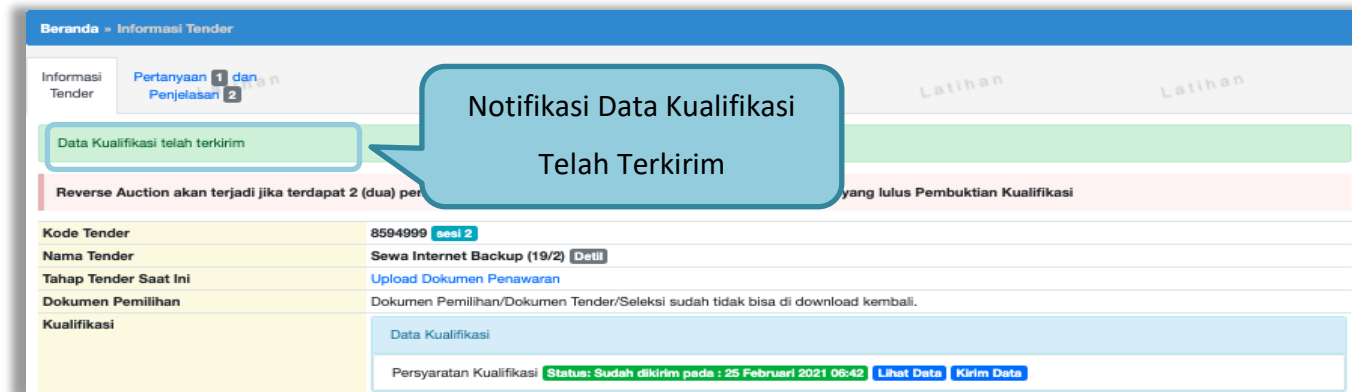 Beranda » Informasi Tender
Informasi Tender
Pertanyaan 1 dan Penjelasan 2
Latihan
Latihan
Notifikasi Data Kualifikasi
Telah Terkirim
Data Kualifikasi telah terkirim
Reverse Auction akan terjadi jika terdapat 2 (dua) yang lulus Pembuktian Kualifikasi
Kode Tender 8594999 sesi 2
Nama Tender Sewa Internet Backup (19/2) Detil
Tahap Tender Saat Ini Upload Dokumen Penawaran
Dokumen Pemilihan Dokumen Pemilihan/Dokumen Tender/Seleksi sudah tidak bisa di download kembali.
Kualifikasi Data Kualifikasi
Persyaratan Kualifikasi Status: Sudah dikirim pada : 25 Februari 2021 06:42 Lihat Data Kirim Data